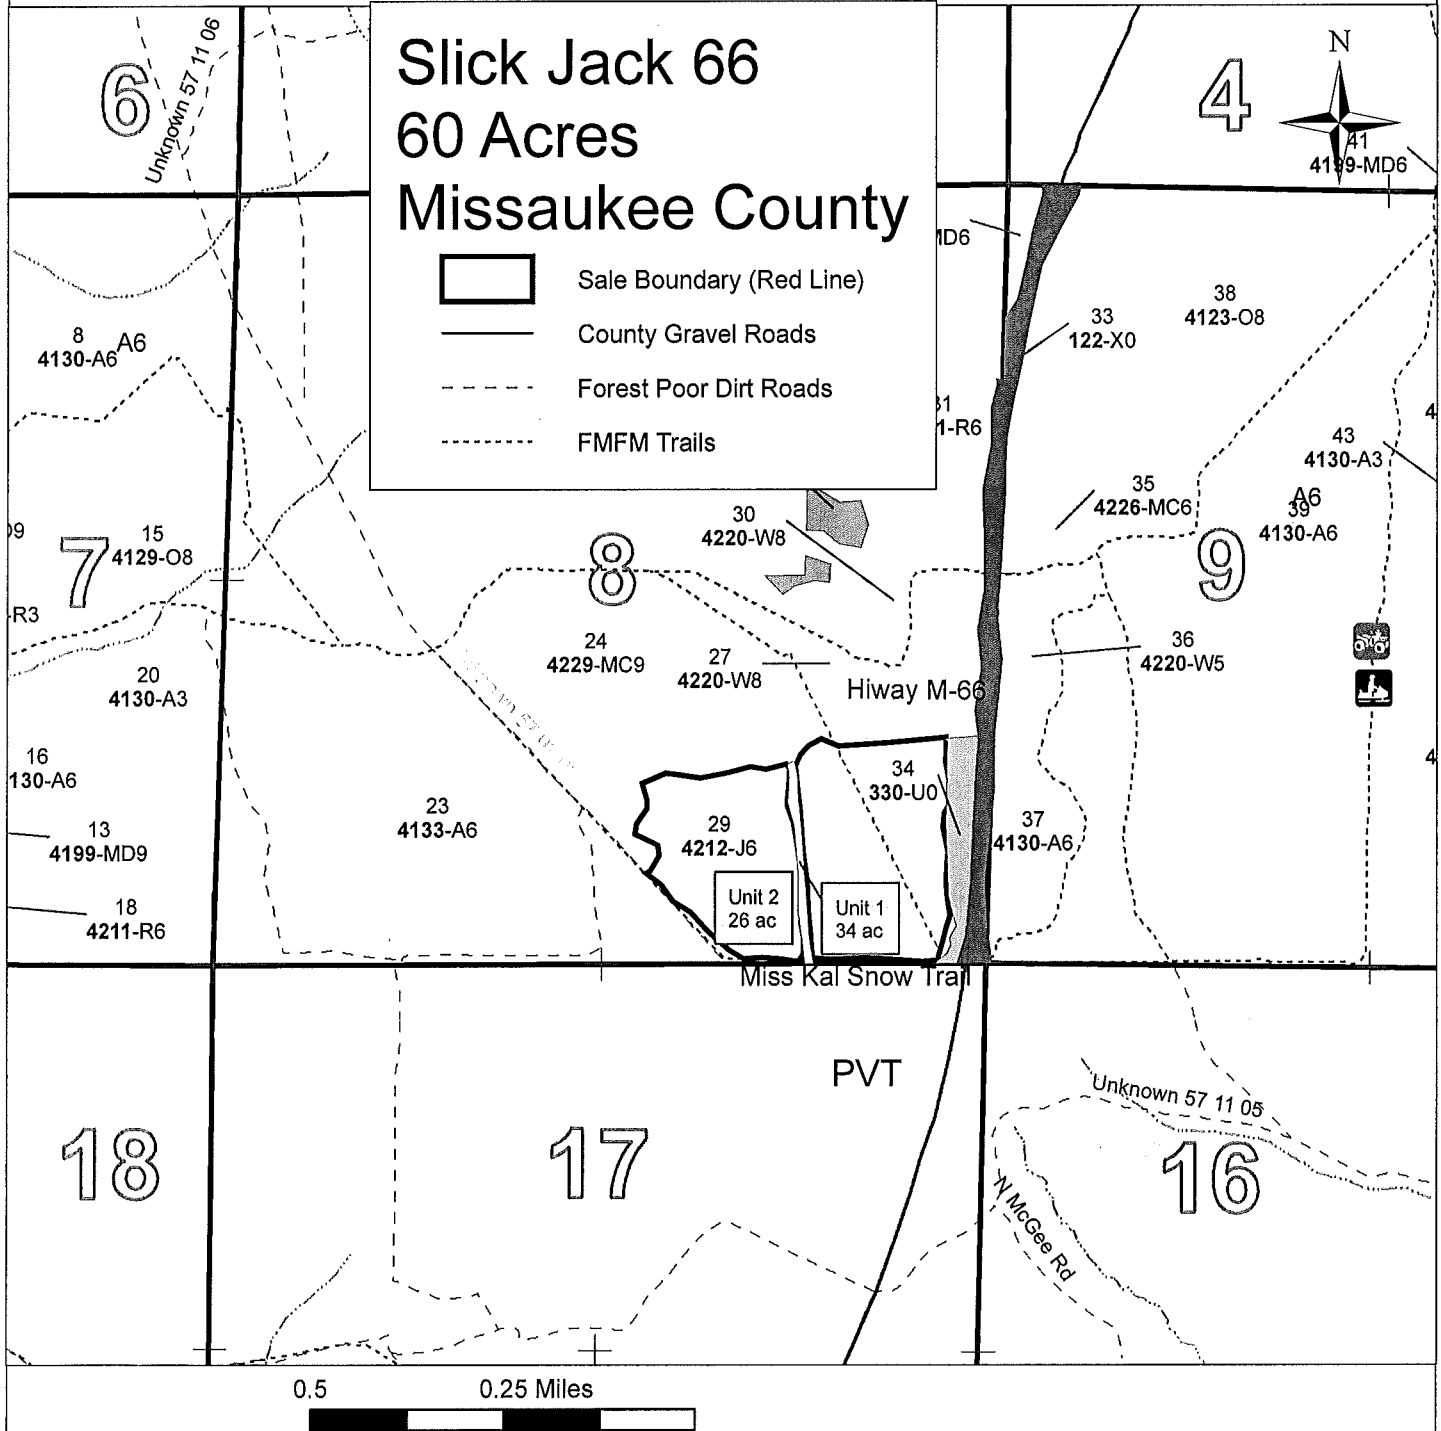 Slick Jack 66
60 Acres
Missaukee County
Sale Boundary (Red Line)
County Gravel Roads
Forest Poor Dirt Roads
FMFM Trails
N
6
Unknown 57 11 06
4
41
4199-MD6
MD6
8
4130-A6
A6
33
122-X0
38
4123-O8
1-R6
43
4130-A3
4
35
4226-MC6
A6
39
4130-A6
30
4220-W8
15
4129-O8
7
8
9
-R3
24
4229-MC9
27
4220-W8
36
4220-W5
20
4130-A3
Hiway M-66
16
130-A6
34
330-U0
4
23
4133-A6
29
4212-J6
37
4130-A6
13
4199-MD9
18
4211-R6
Unit 2
26 ac
Unit 1
34 ac
Miss Kal Snow Trail
PVT
Unknown 57 11 05
18
17
16
N McGee Rd
0.5
0.25 Miles